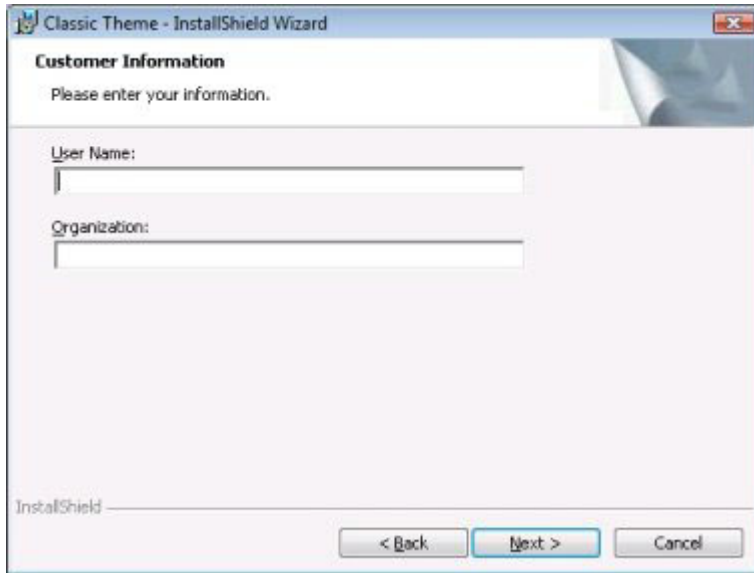 Classic Theme - InstallShield Wizard
Customer Information
Please enter your information.
User Name:
Organization:
InstallShield
< Back
Next >
Cancel